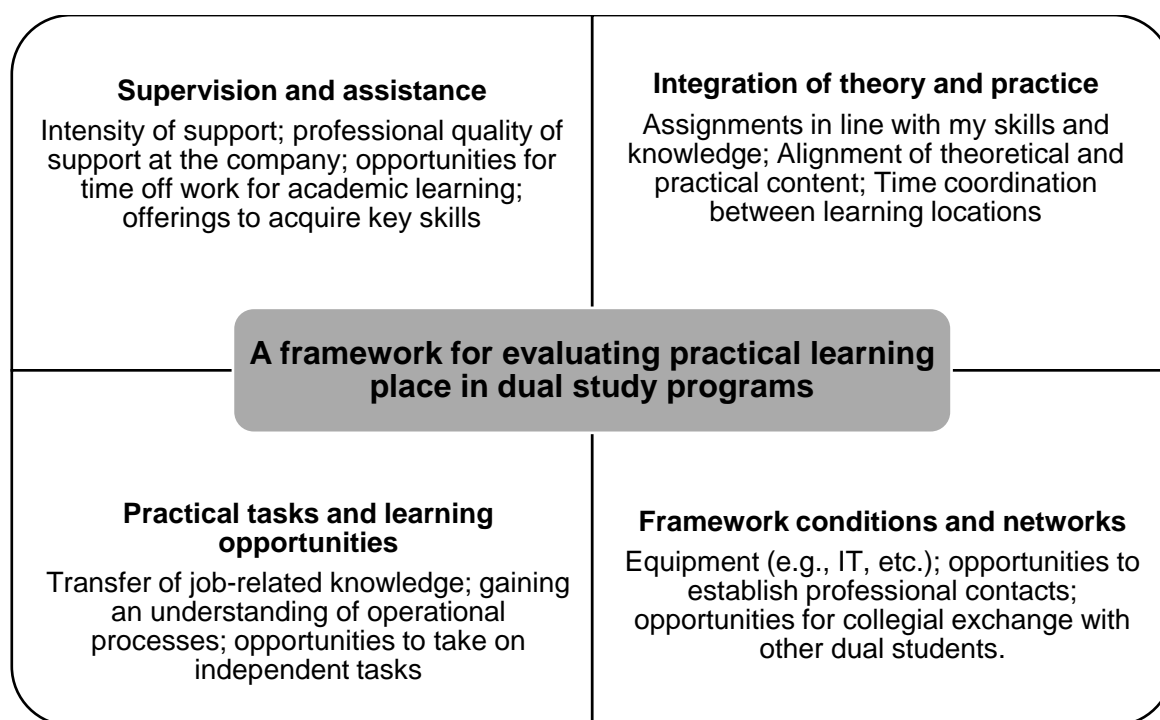 Supervision and assistance
Intensity of support; professional quality of
support at the company; opportunities for
time off work for academic learning;
offerings to acquire key skills
Integration of theory and practice
Assignments in line with my skills and
knowledge; Alignment of theoretical and
practical content; Time coordination
between learning locations
A framework for evaluating practical learning
place in dual study programs
Practical tasks and learning
opportunities
Transfer of job-related knowledge; gaining
an understanding of operational
processes; opportunities to take on
independent tasks
Framework conditions and networks
Equipment (e.g., IT, etc.); opportunities to
establish professional contacts;
opportunities for collegial exchange with
other dual students.